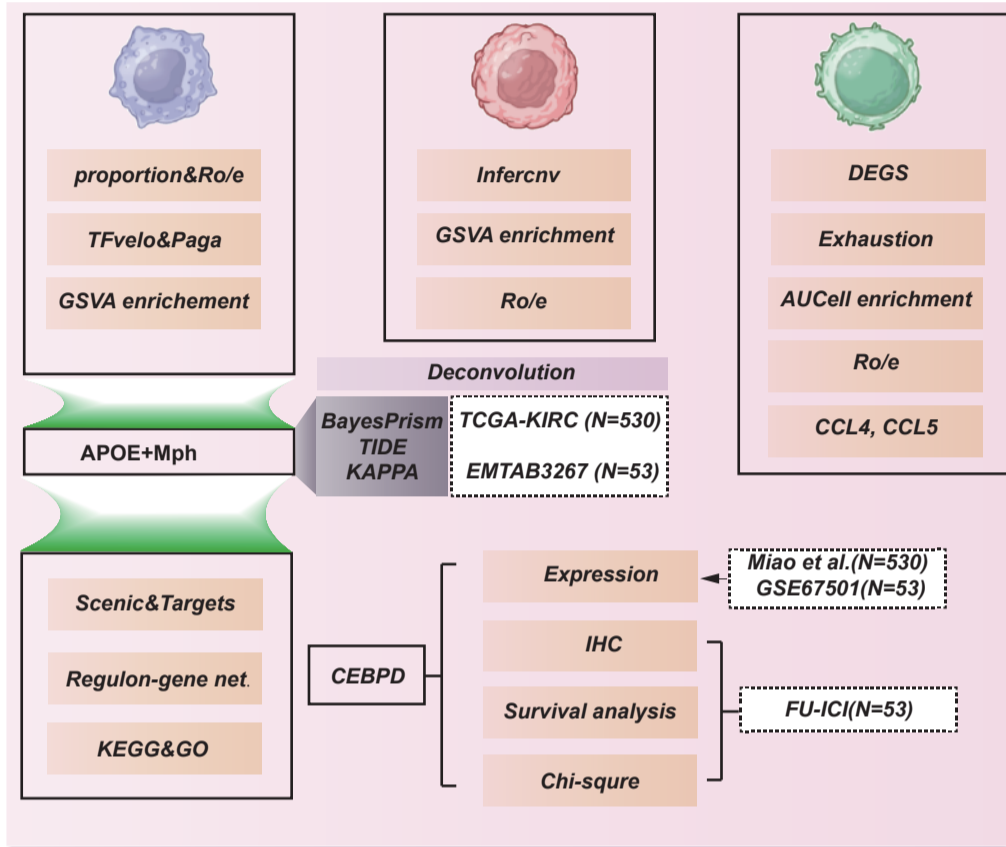 proportion&Ro/e
TFvelo&Paga
GSVA enrichement
Infercnv
GSVA enrichment
Ro/e
DEGS
Exhaustion
AUCell enrichment
Ro/e
CCL4, CCL5
Deconvolution
APOE+Mph
BayesPrism
TIDE
KAPPA
TCGA-KIRC (N=530)
EMTAB3267 (N=53)
Scenic&Targets
Regulon-gene net.
KEGG&GO
CEBPD
Expression
IHC
Survival analysis
Chi-squre
Miao et al.(N=530)
GSE67501(N=53)
FU-ICI(N=53)